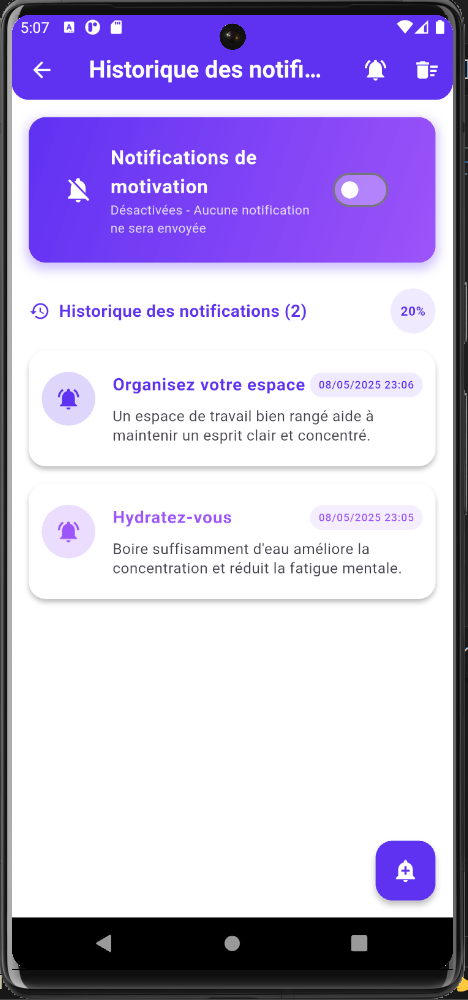 5:07
Historique des notifi...
Notifications de
motivation
Désactivées - Aucune notification
ne sera envoyée
Historique des notifications (2)
20%
Organisez votre espace
08/05/2025 23:06
Un espace de travail bien rangé aide à
maintenir un esprit clair et concentré.
Hydratez-vous
08/05/2025 23:05
Boire suffisamment d'eau améliore la
concentration et réduit la fatigue mentale.